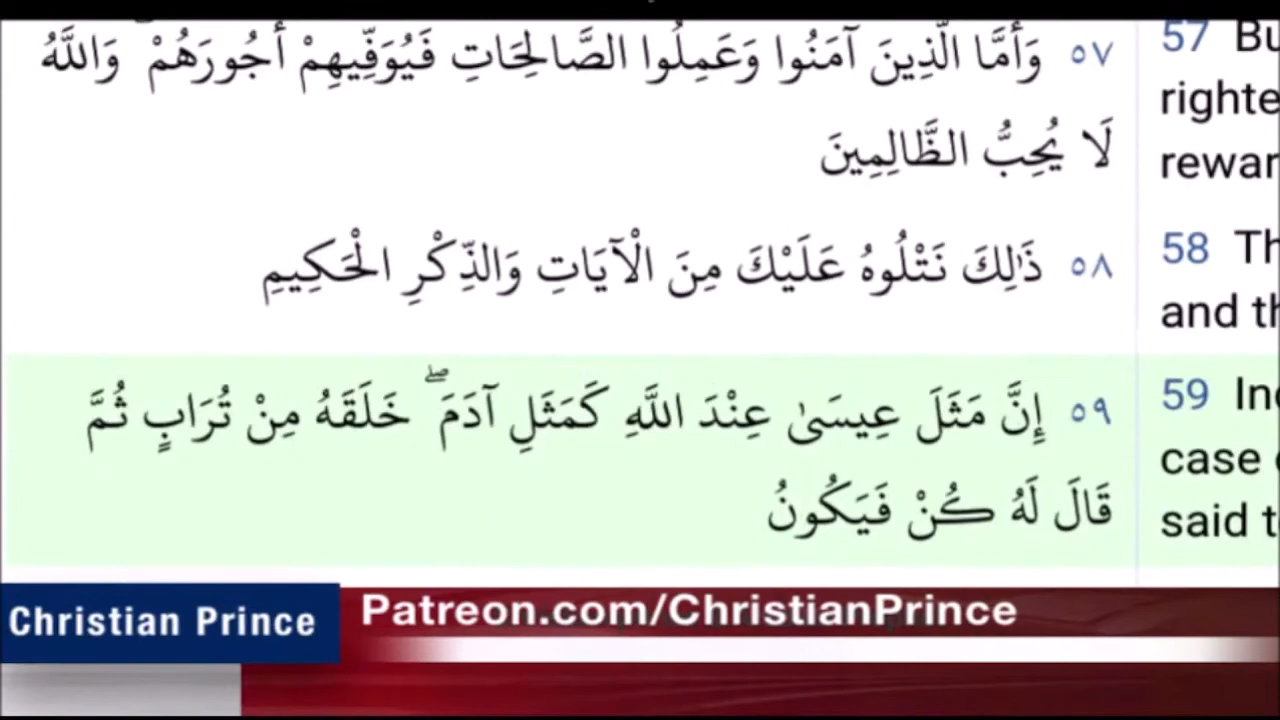 ٥٧ وَأَمَّا الَّذِينَ آمَنُوا وَعَمِلُوا الصَّالِحَاتِ فَيُوَفِّيهِمْ أُجُورَهُمْ ۗ وَاللَّهُ
لَا يُحِبُّ الظَّالِمِينَ
٥٨ ذَٰلِكَ نَتْلُوهُ عَلَيْكَ مِنَ الْآيَاتِ وَالذِّكْرِ الْحَكِيمِ
٥٩ إِنَّ مَثَلَ عِيسَىٰ عِنْدَ اللَّهِ كَمَثَلِ آدَمَ ۖ خَلَقَهُ مِنْ تُرَابٍ ثُمَّ
قَالَ لَهُ كُنْ فَيَكُونُ
57 Bu
righte
rewar
58 Th
and th
59 Ind
case
said t
Christian Prince
Patreon.com/ChristianPrince